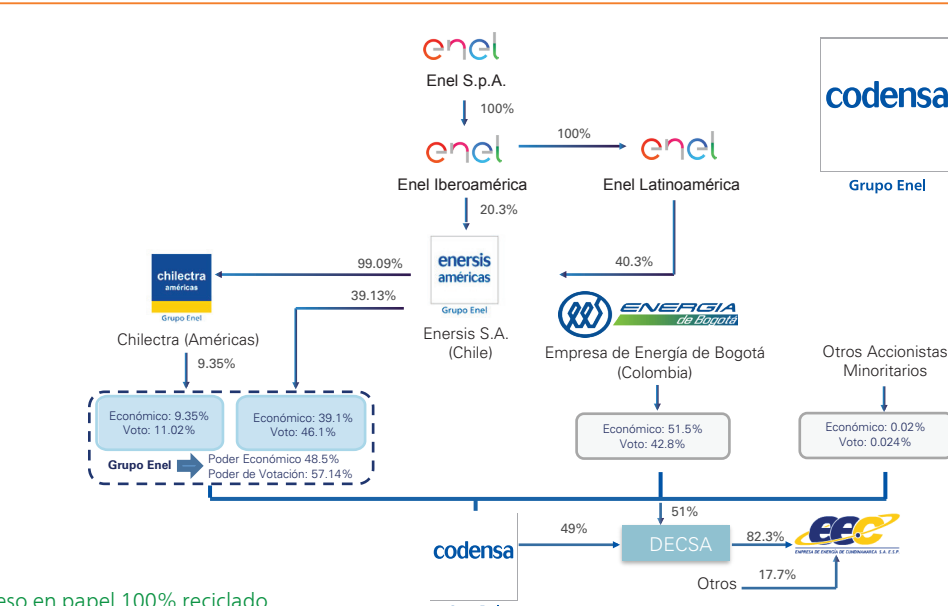 enel
Enel S.p.A.
100%
enel
Enel Iberoamérica
100%
enel
Enel Latinoamérica
codensa
Grupo Enel
20.3%
40.3%
enersis
américas
Grupo Enel
Enersis S.A.
(Chile)
99.09%
39.13%
chilectra
américas
Grupo Enel
Chilectra (Américas)
9.35%
ENERGIA
de Bogotá
Empresa de Energía de Bogotá
(Colombia)
Otros Accionistas
Minoritarios
Económico: 9.35%
Voto: 11.02%
Económico: 39.1%
Voto: 46.1%
Grupo Enel
Poder Económico 48.5%
Poder de Votación: 57.14%
Económico: 51.5%
Voto: 42.8%
Económico: 0.02%
Voto: 0.024%
codensa
49%
51%
DECSA
82.3%
eec
EMPRESA DE ENERGÍA DE CUNDINAMARCA S.A. E.S.P.
Otros
17.7%
eso en papel 100% reciclado